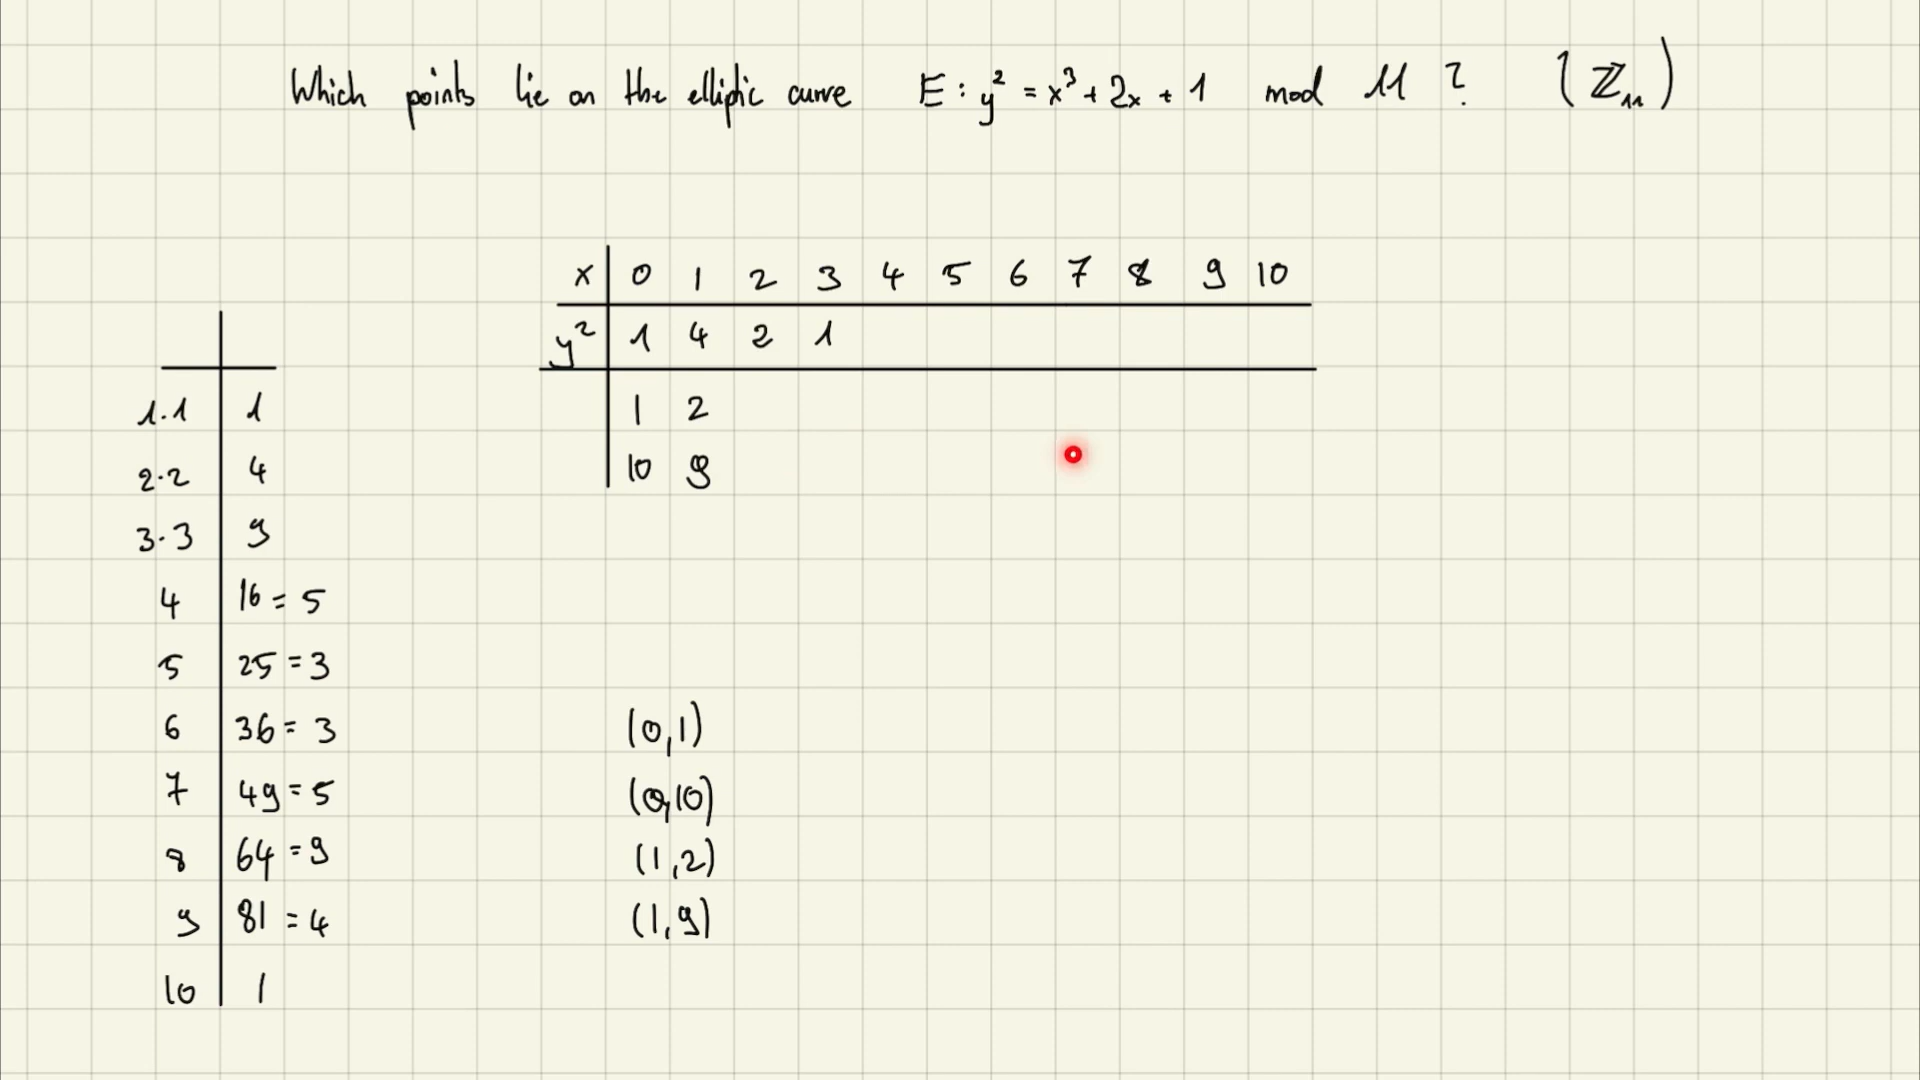 Which points lie on the elliptic curve E : y² = x³ + 2x + 1 mod 11 ? (ℤ₁₁)
x 0 1 2 3 4 5 6 7 8 9 10
y² 1 4 2 1
1 2
10 9
1·1 1
2·2 4
3·3 9
4 16 = 5
5 25 = 3
6 36 = 3
7 49 = 5
8 64 = 9
9 81 = 4
10 1
(0,1)
(0,10)
(1,2)
(1,9)